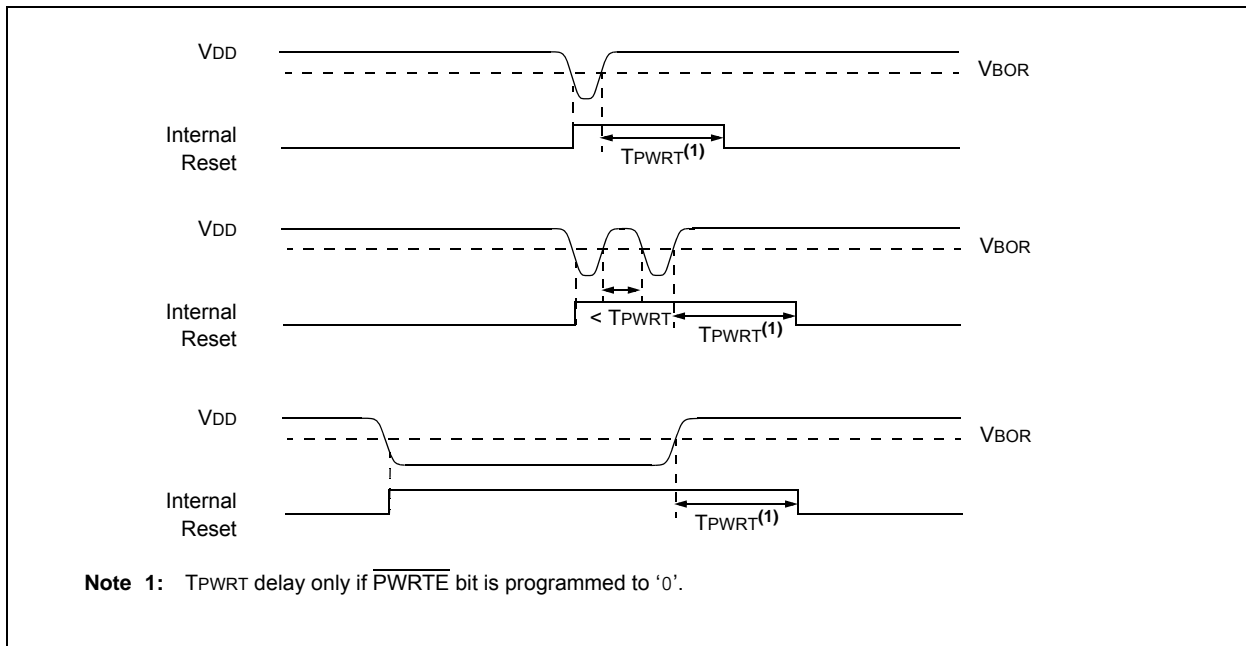 VDD
VBOR
Internal
Reset
TPWRT(1)
VDD
VBOR
Internal
Reset
< TPWRT
TPWRT(1)
VDD
VBOR
Internal
Reset
TPWRT(1)
Note 1: TPWRT delay only if PWRTE bit is programmed to ‘0’.